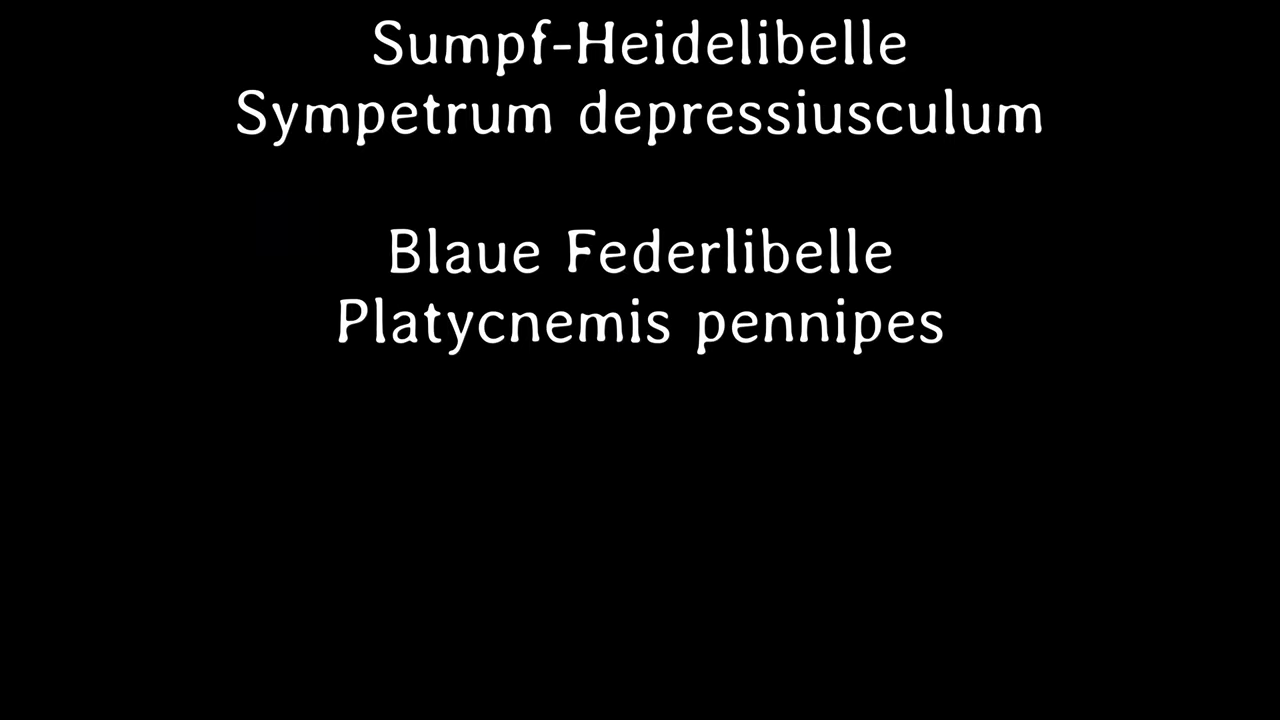 Sumpf-Heidelibelle
Sympetrum depressiusculum
Blaue Federlibelle
Platycnemis pennipes